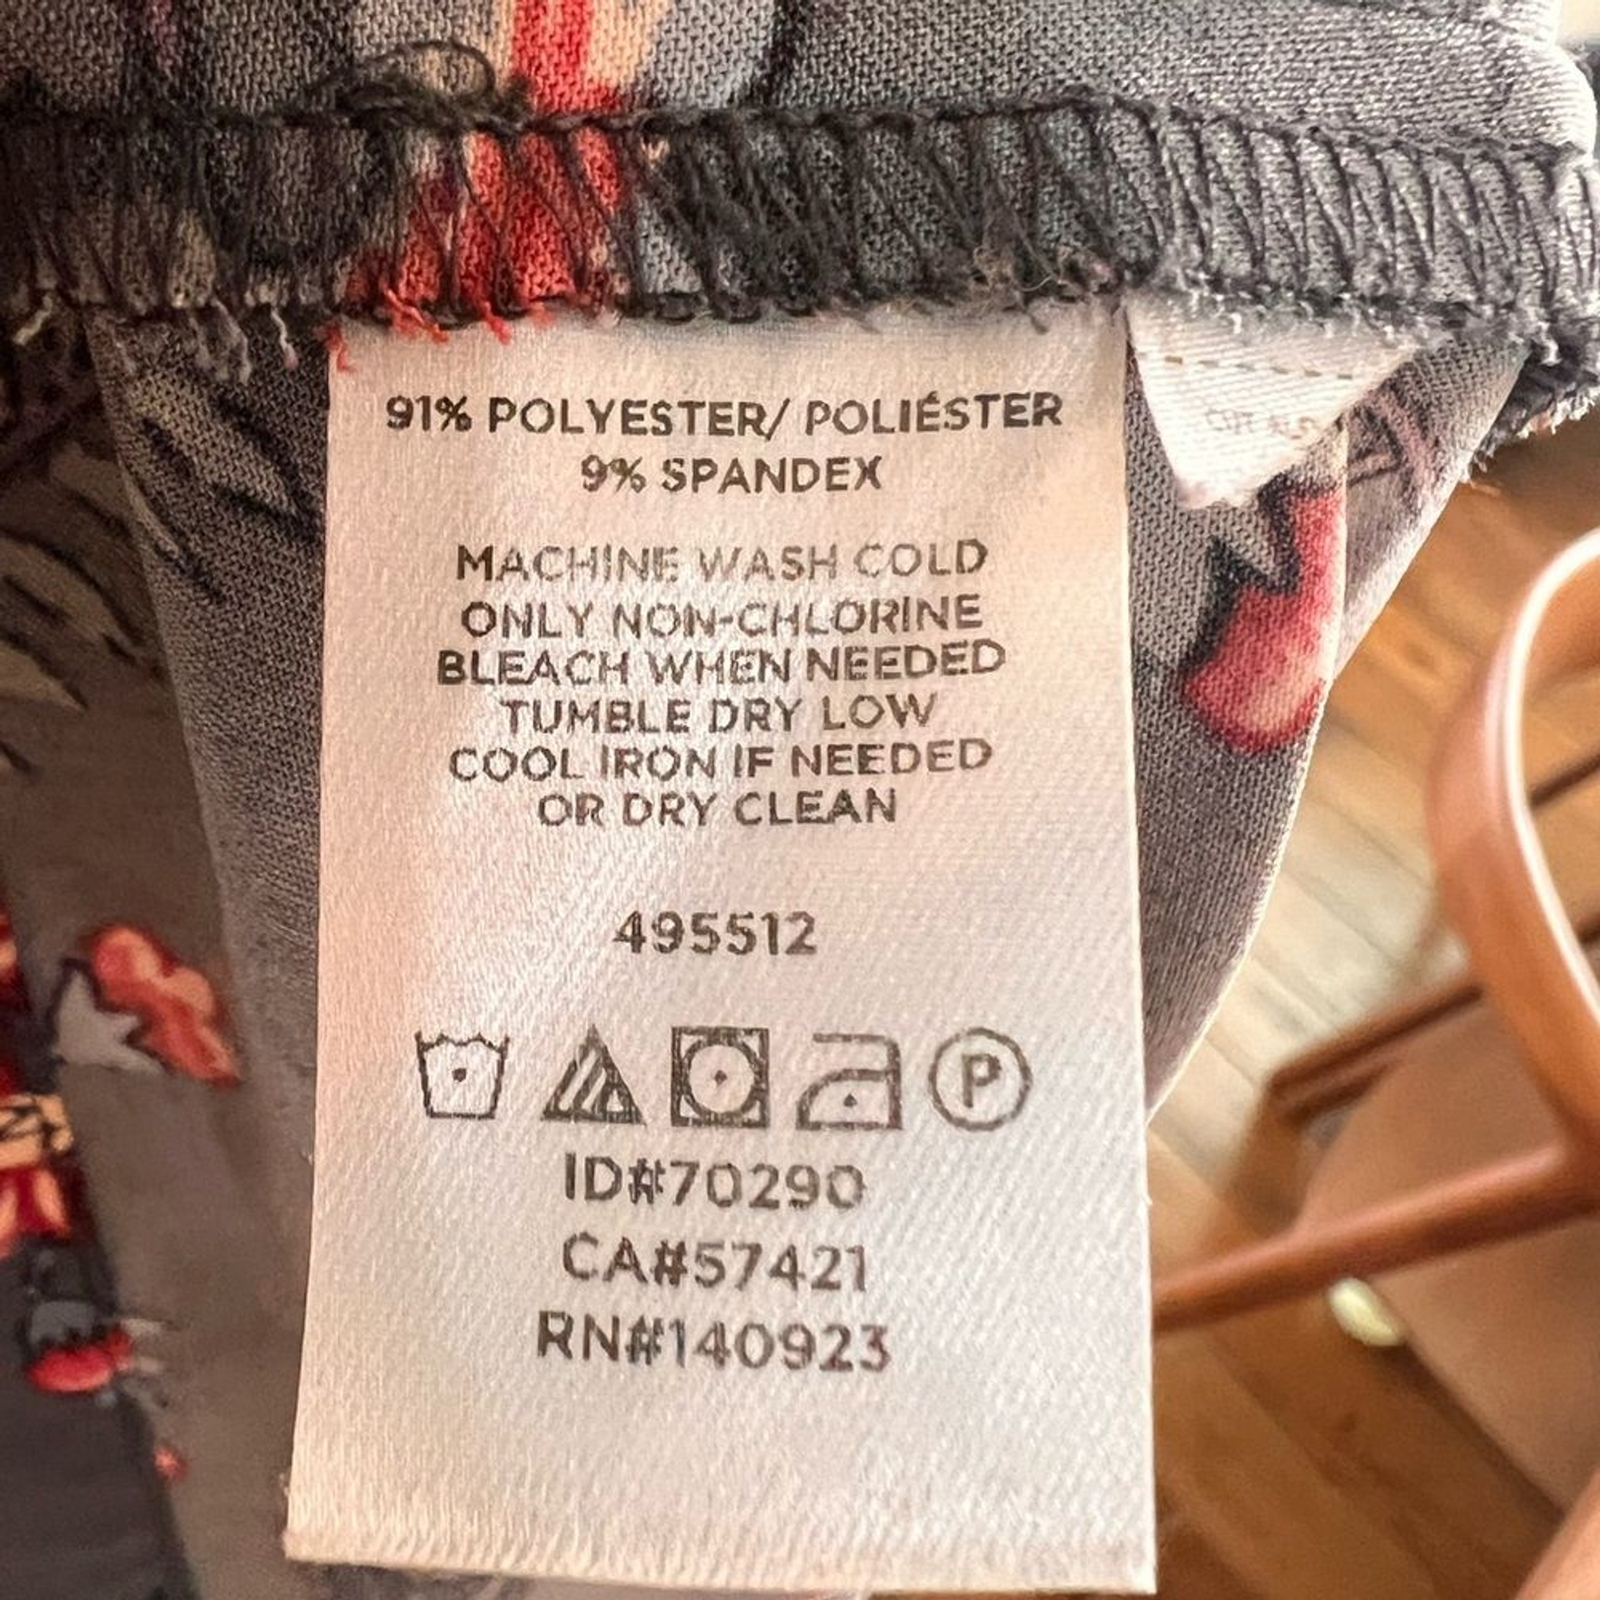 91% POLYESTER/ POLIÉSTER
9% SPANDEX
MACHINE WASH COLD
ONLY NON-CHLORINE
BLEACH WHEN NEEDED
TUMBLE DRY LOW
COOL IRON IF NEEDED
OR DRY CLEAN
495512
P
ID#70290
CA#57421
RN#140923